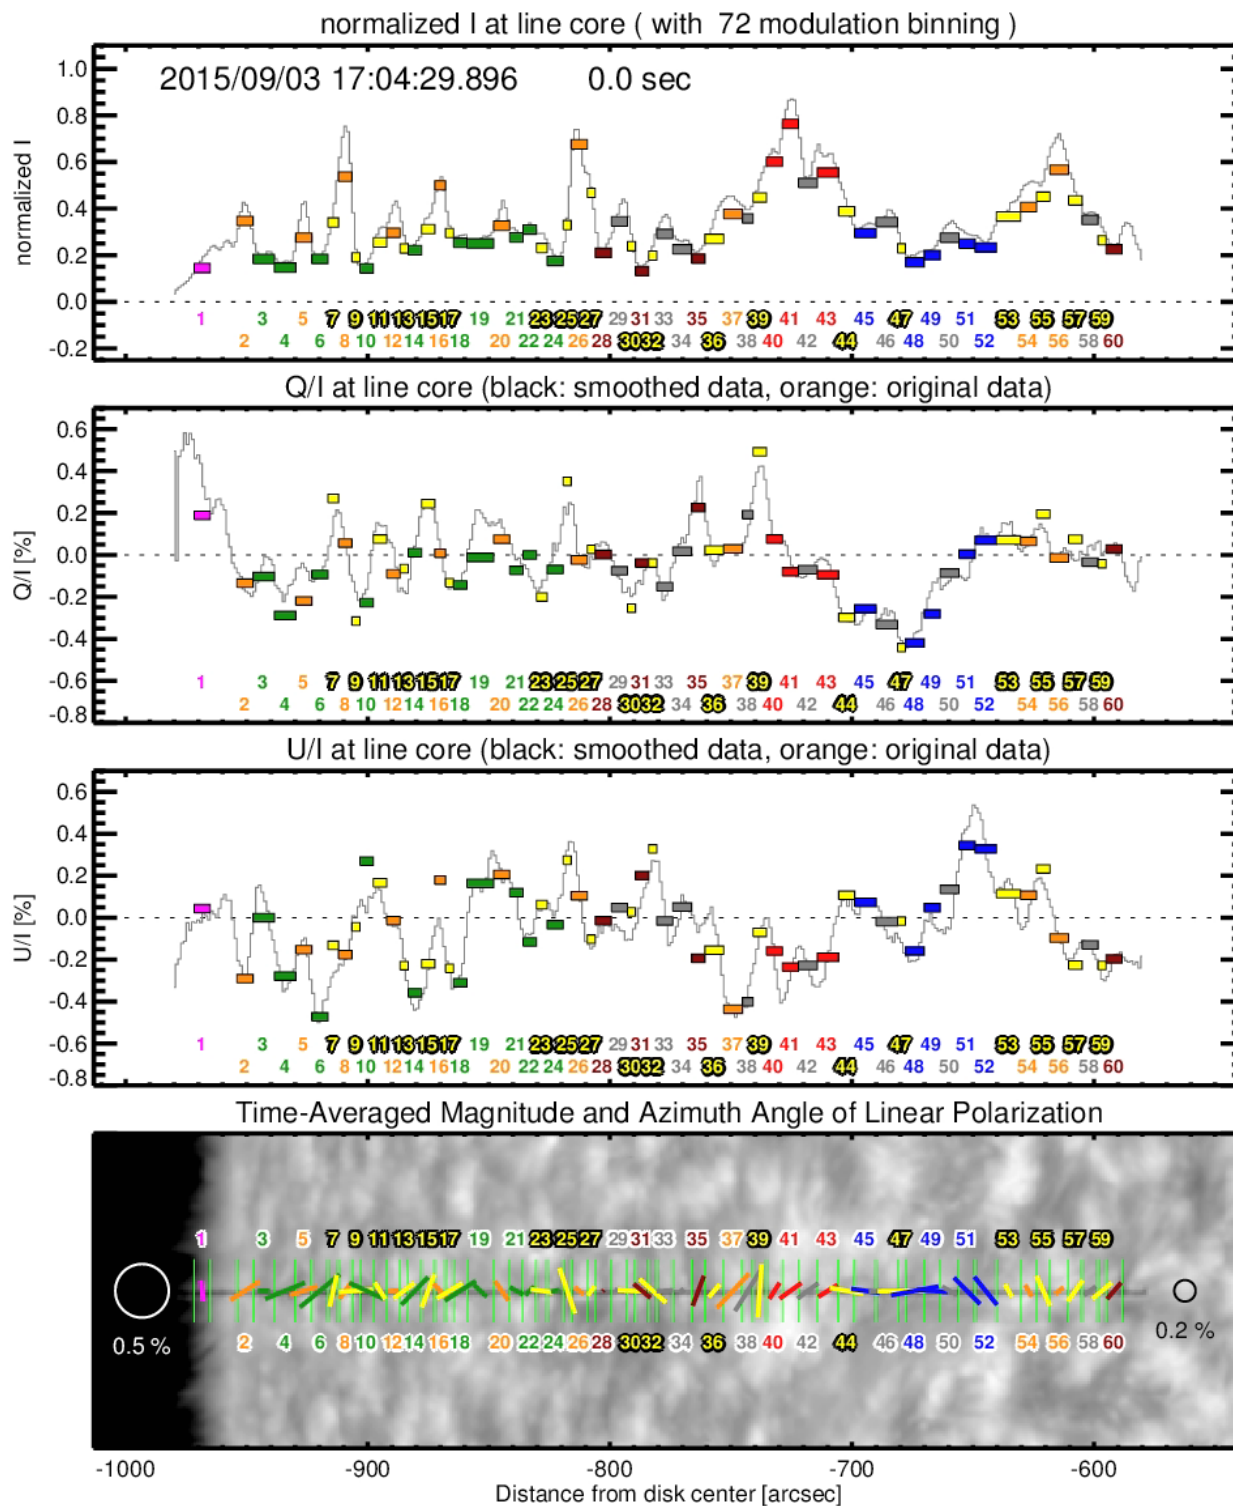 normalized I at line core ( with 72 modulation binning )
2015/09/03 17:04:29.896 0.0 sec
normalized I
1.0
0.8
0.6
0.4
0.2
0.0
-0.2
1 3 5 7 9 11 13 15 17 19 21 23 25 27 29 31 33 35 37 39 41 43 45 47 49 51 53 55 57 59
2 4 6 8 10 12 14 16 18 20 22 24 26 28 30 32 34 36 38 40 42 44 46 48 50 52 54 56 58 60
Q/I at line core (black: smoothed data, orange: original data)
Q/I [%]
0.6
0.4
0.2
0.0
-0.2
-0.4
-0.6
-0.8
1 3 5 7 9 11 13 15 17 19 21 23 25 27 29 31 33 35 37 39 41 43 45 47 49 51 53 55 57 59
2 4 6 8 10 12 14 16 18 20 22 24 26 28 30 32 34 36 38 40 42 44 46 48 50 52 54 56 58 60
U/I at line core (black: smoothed data, orange: original data)
U/I [%]
0.6
0.4
0.2
0.0
-0.2
-0.4
-0.6
-0.8
1 3 5 7 9 11 13 15 17 19 21 23 25 27 29 31 33 35 37 39 41 43 45 47 49 51 53 55 57 59
2 4 6 8 10 12 14 16 18 20 22 24 26 28 30 32 34 36 38 40 42 44 46 48 50 52 54 56 58 60
Time-Averaged Magnitude and Azimuth Angle of Linear Polarization
1 3 5 7 9 11 13 15 17 19 21 23 25 27 29 31 33 35 37 39 41 43 45 47 49 51 53 55 57 59
0.5 %
0.2 %
2 4 6 8 10 12 14 16 18 20 22 24 26 28 30 32 34 36 38 40 42 44 46 48 50 52 54 56 58 60
-1000 -900 -800 -700 -600
Distance from disk center [arcsec]